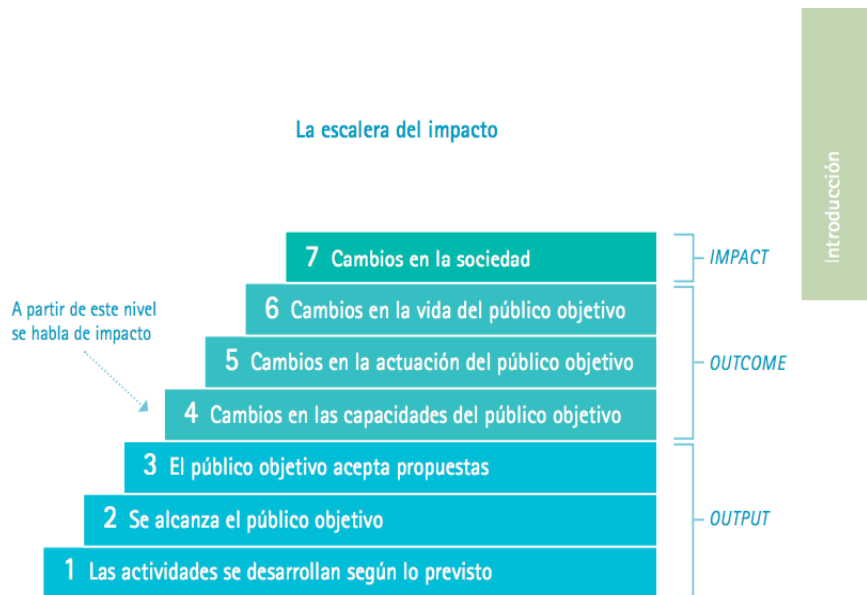 La escalera del impacto
Introducción
7 Cambios en la sociedad
IMPACT
6 Cambios en la vida del público objetivo
A partir de este nivel
se habla de impacto
5 Cambios en la actuación del público objetivo
OUTCOME
4 Cambios en las capacidades del público objetivo
3 El público objetivo acepta propuestas
2 Se alcanza el público objetivo
OUTPUT
1 Las actividades se desarrollan según lo previsto